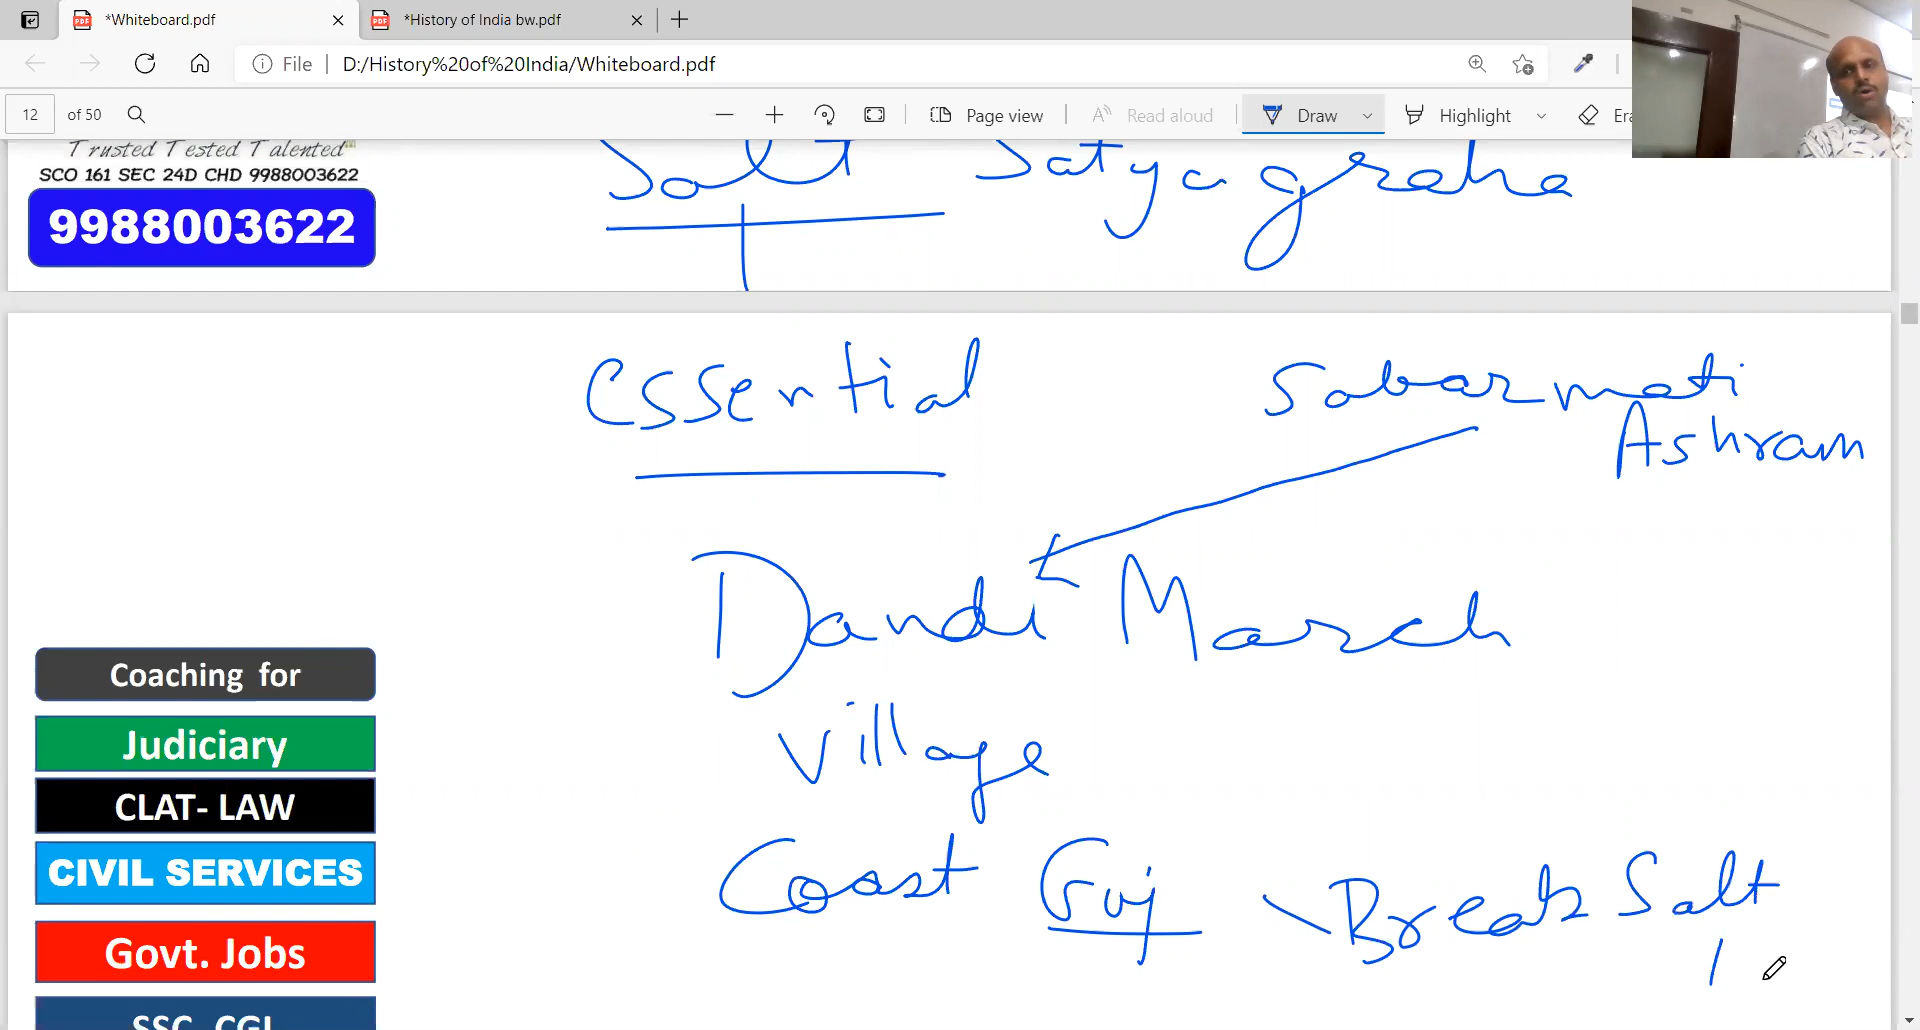 *Whiteboard.pdf
*History of India bw.pdf
File
D:/History%20of%20India/Whiteboard.pdf
12 of 50
Page view
Read aloud
Draw
Highlight
Era
Trusted Tested Talented
SCO 161 SEC 24D CHD 9988003622
9988003622
Salt Satyagraha
Essential
Sabarmati
Ashram
Dandi March
Village
Coast Guj
Break Salt
Coaching for
Judiciary
CLAT- LAW
CIVIL SERVICES
Govt. Jobs
SSC CGL